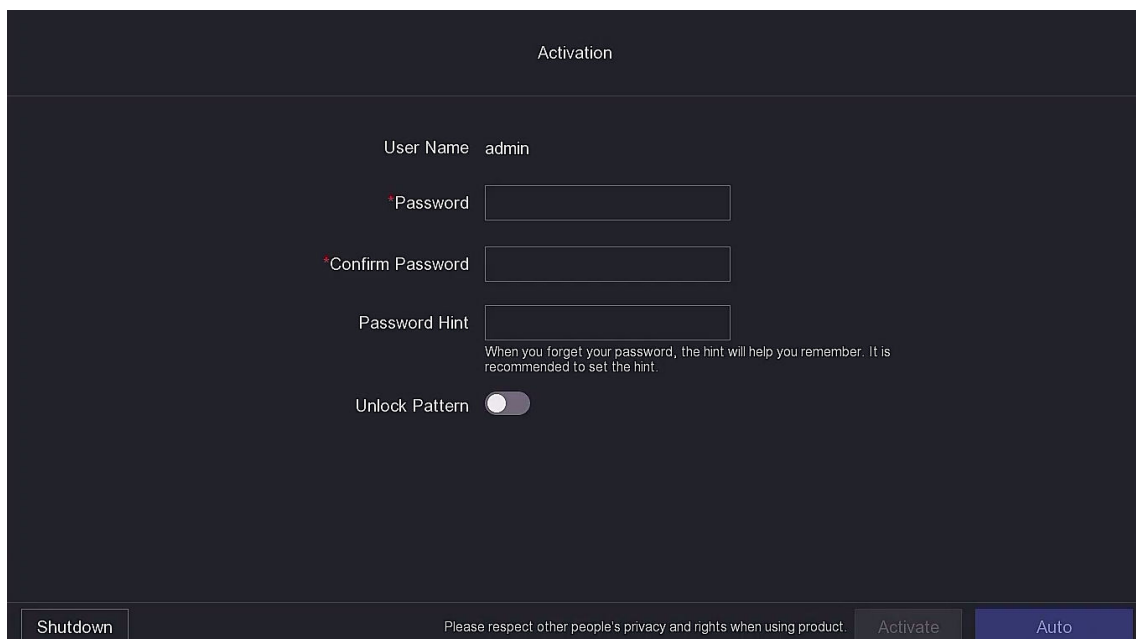 Activation
User Name admin
*Password
*Confirm Password
Password Hint
When you forget your password, the hint will help you remember. It is
recommended to set the hint.
Unlock Pattern
Shutdown Please respect other people's privacy and rights when using product. Activate Auto